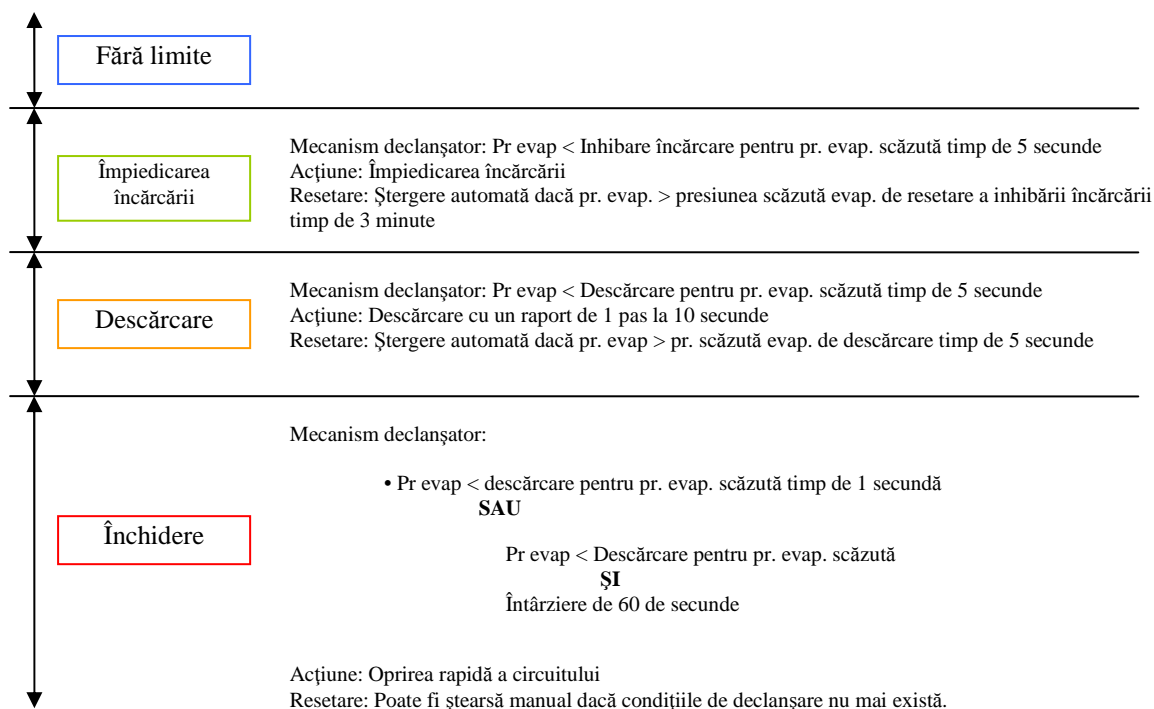 Fără limite
Împiedicarea
încărcării
Mecanism declanşator: Pr evap < Inhibare încărcare pentru pr. evap. scăzută timp de 5 secunde
Acţiune: Împiedicarea încărcării
Resetare: Ştergere automată dacă pr. evap. > presiunea scăzută evap. de resetare a inhibării încărcării
timp de 3 minute
Descărcare
Mecanism declanşator: Pr evap < Descărcare pentru pr. evap. scăzută timp de 5 secunde
Acţiune: Descărcare cu un raport de 1 pas la 10 secunde
Resetare: Ştergere automată dacă pr. evap > pr. scăzută evap. de descărcare timp de 5 secunde
Închidere
Mecanism declanşator:
• Pr evap < descărcare pentru pr. evap. scăzută timp de 1 secundă
SAU
Pr evap < Descărcare pentru pr. evap. scăzută
ŞI
Întârziere de 60 de secunde
Acţiune: Oprirea rapidă a circuitului
Resetare: Poate fi ştearsă manual dacă condiţiile de declanşare nu mai există.